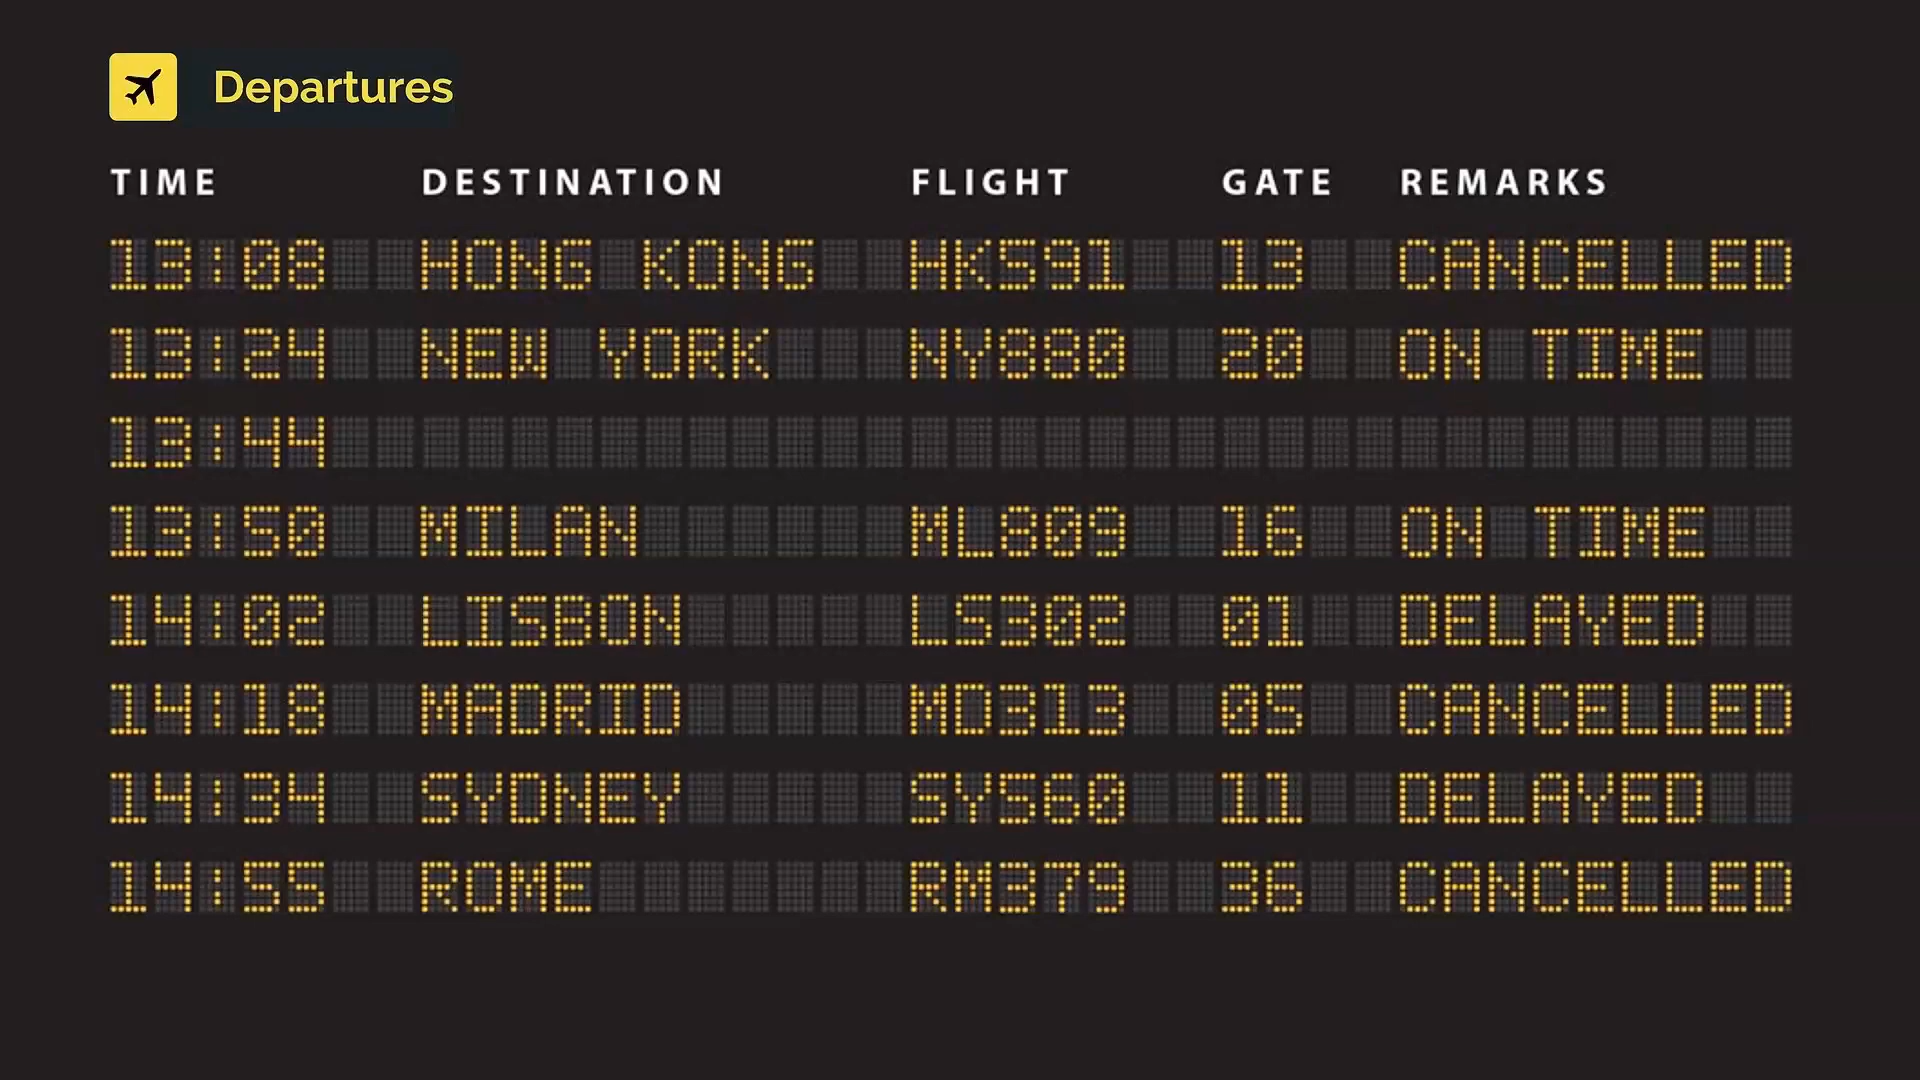 Departures
TIME DESTINATION FLIGHT GATE REMARKS
13:08 HONG KONG HK591 13 CANCELLED
13:24 NEW YORK NY880 20 ON TIME
13:44
13:50 MILAN ML809 16 ON TIME
14:02 LISBON LS302 01 DELAYED
14:18 MADRID MD313 05 CANCELLED
14:34 SYDNEY SY560 11 DELAYED
14:55 ROME RM379 36 CANCELLED